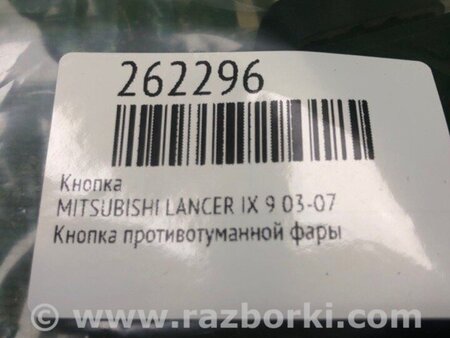 262296
Кнопка
MITSUBISHI LANCER IX 9 03-07
Кнопка противотуманной фары
© www.razborki.com